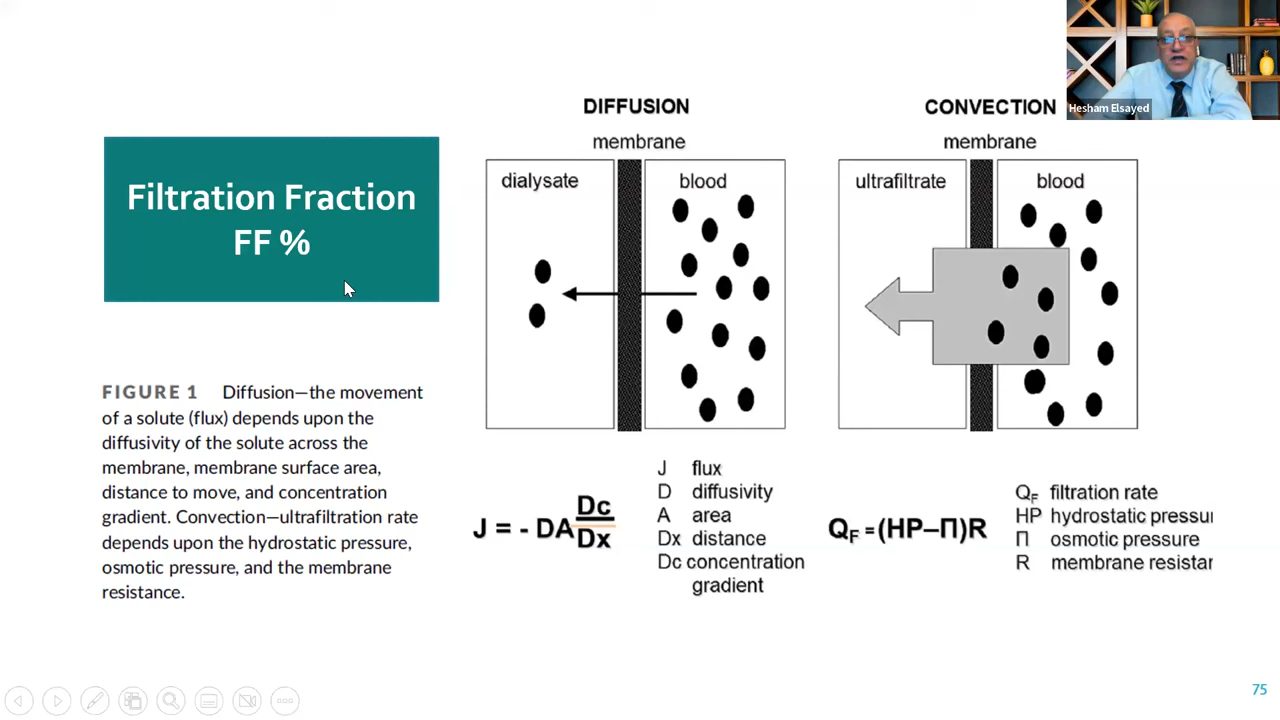 Hesham Elsayed
Filtration Fraction
FF %
FIGURE 1 Diffusion—the movement
of a solute (flux) depends upon the
diffusivity of the solute across the
membrane, membrane surface area,
distance to move, and concentration
gradient. Convection—ultrafiltration rate
depends upon the hydrostatic pressure,
osmotic pressure, and the membrane
resistance.
DIFFUSION
membrane
dialysate
blood
J = - DA Dc
Dx
J flux
D diffusivity
A area
Dx distance
Dc concentration
gradient
CONVECTION
membrane
ultrafiltrate
blood
QF = (HP–Π)R
QF filtration rate
HP hydrostatic pressu
Π osmotic pressure
R membrane resistar
75